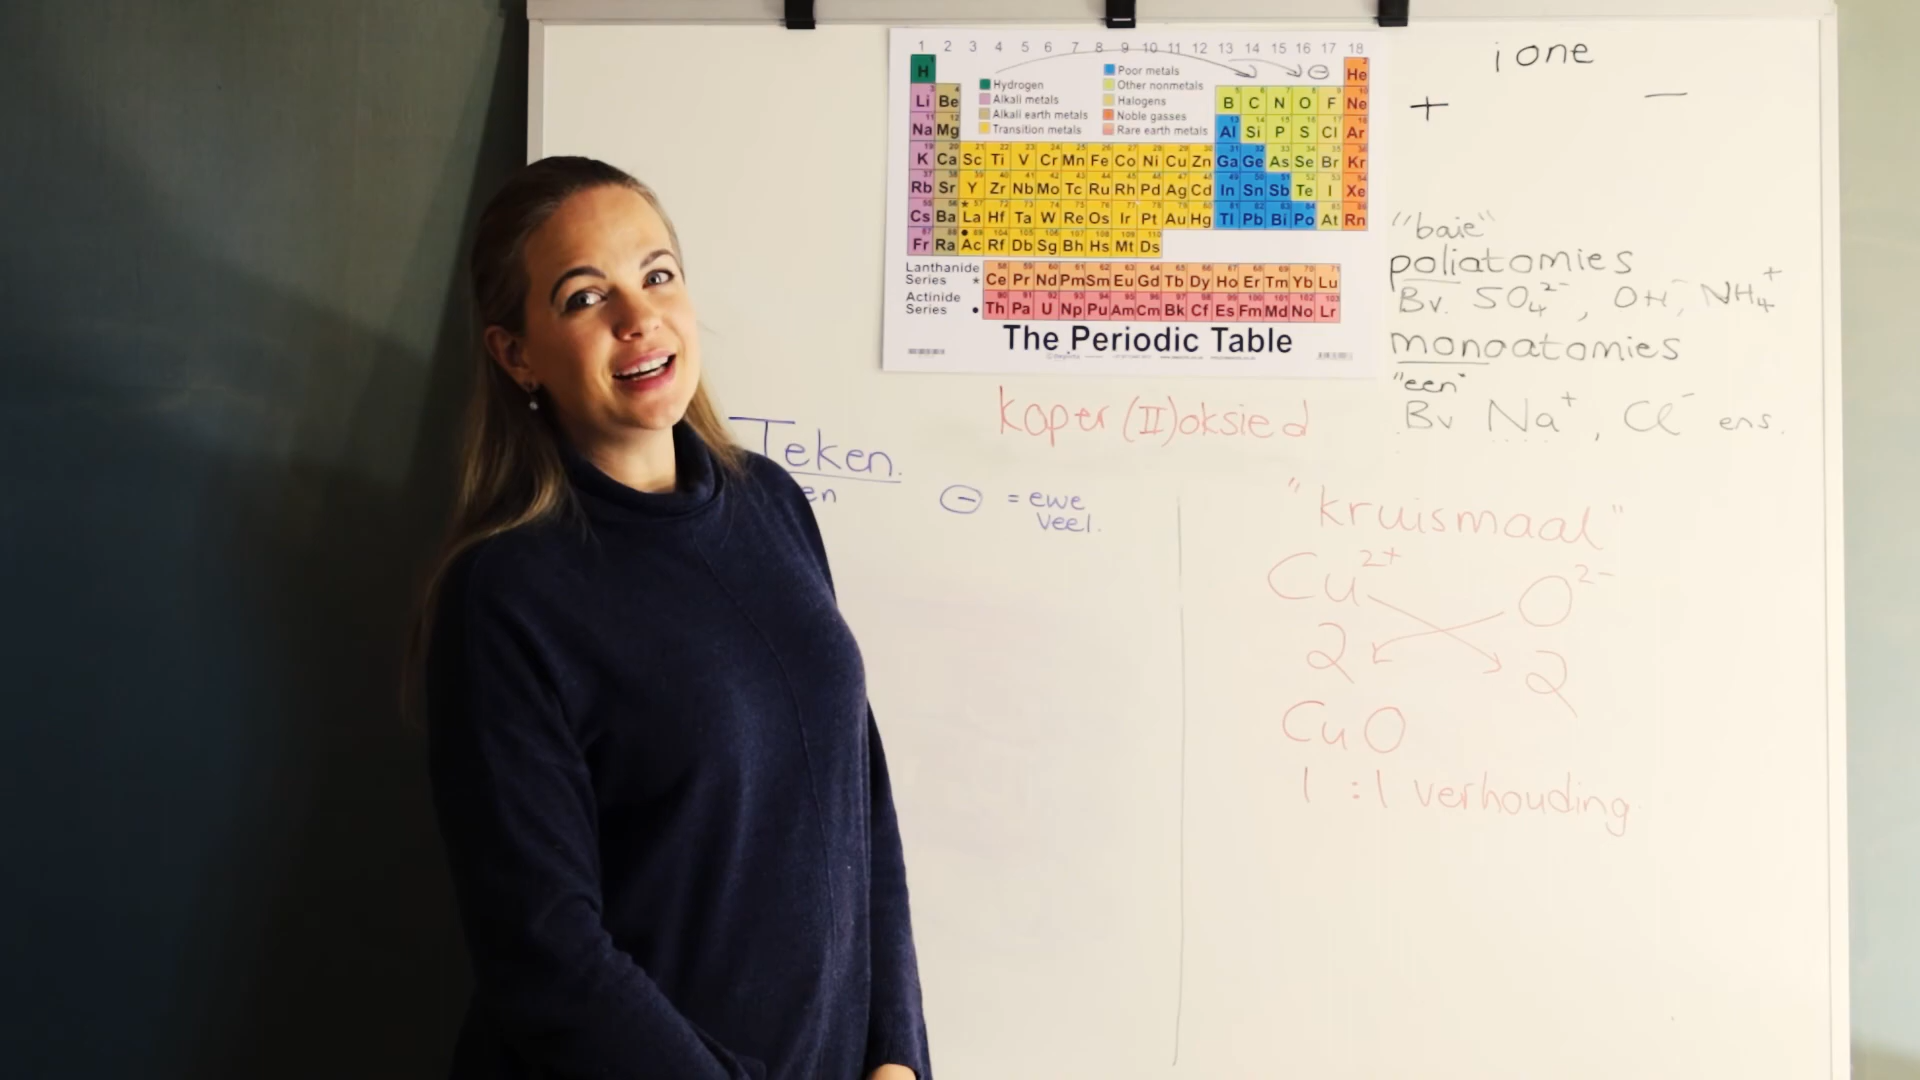 1 2 3 4 5 6 7 8 9 10 11 12 13 14 15 16 17 18
H He
Hydrogen
Alkali metals
Alkali earth metals
Transition metals
Poor metals
Other nonmetals
Halogens
Noble gasses
Rare earth metals
Li Be B C N O F Ne
Na Mg Al Si P S Cl Ar
K Ca Sc Ti V Cr Mn Fe Co Ni Cu Zn Ga Ge As Se Br Kr
Rb Sr Y Zr Nb Mo Tc Ru Rh Pd Ag Cd In Sn Sb Te I Xe
Cs Ba La Hf Ta W Re Os Ir Pt Au Hg Tl Pb Bi Po At Rn
Fr Ra Ac Rf Db Sg Bh Hs Mt Ds
Lanthanide Series Ce Pr Nd Pm Sm Eu Gd Tb Dy Ho Er Tm Yb Lu
Actinide Series Th Pa U Np Pu Am Cm Bk Cf Es Fm Md No Lr
The Periodic Table
ione
+ −
"baie"
poliatomies
Bv. SO₄²⁻, OH⁻, NH₄⁺
monoatomies
"een"
Bv Na⁺, Cl⁻ ens.
koper (II) oksied
Teken.
en ⊖ = ewe
veel.
"kruismaal"
Cu²⁺ O²⁻
2 2
CuO
1 : 1 verhouding